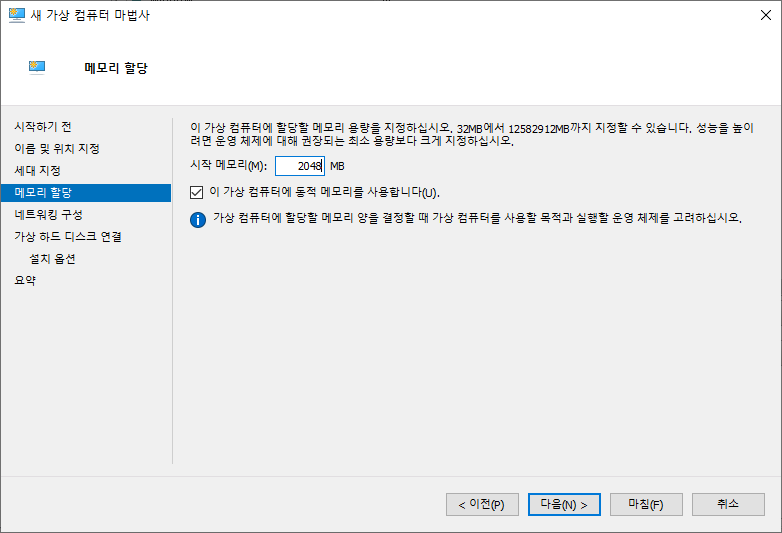 새 가상 컴퓨터 마법사
메모리 할당
시작하기 전
이름 및 위치 지정
세대 지정
메모리 할당
네트워킹 구성
가상 하드 디스크 연결
설치 옵션
요약
이 가상 컴퓨터에 할당할 메모리 용량을 지정하십시오. 32MB에서 12582912MB까지 지정할 수 있습니다. 성능을 높이
려면 운영 체제에 대해 권장되는 최소 용량보다 크게 지정하십시오.
시작 메모리(M): 2048 MB
이 가상 컴퓨터에 동적 메모리를 사용합니다(U).
가상 컴퓨터에 할당할 메모리 양을 결정할 때 가상 컴퓨터를 사용할 목적과 실행할 운영 체제를 고려하십시오.
< 이전(P) 다음(N) > 마침(F) 취소